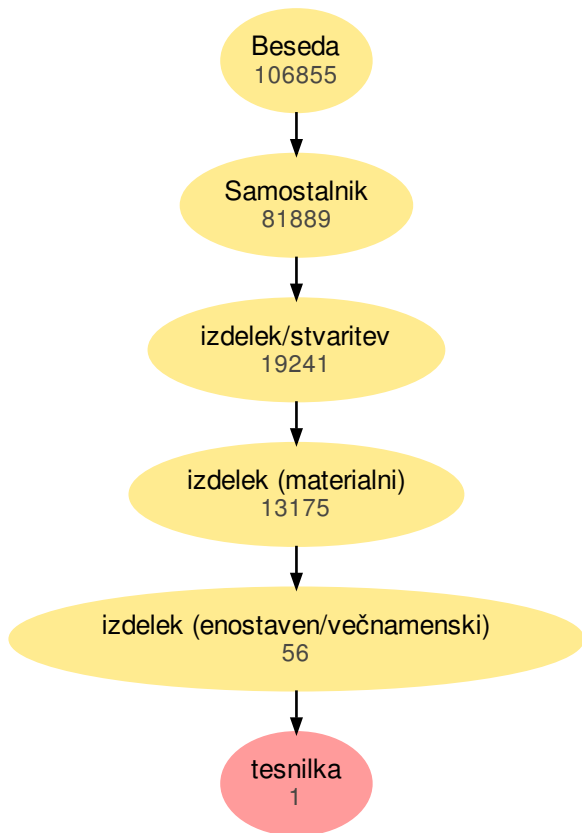 Beseda
106855
Samostalnik
81889
izdelek/stvaritev
19241
izdelek (materialni)
13175
izdelek (enostaven/večnamenski)
56
tesnilka
1